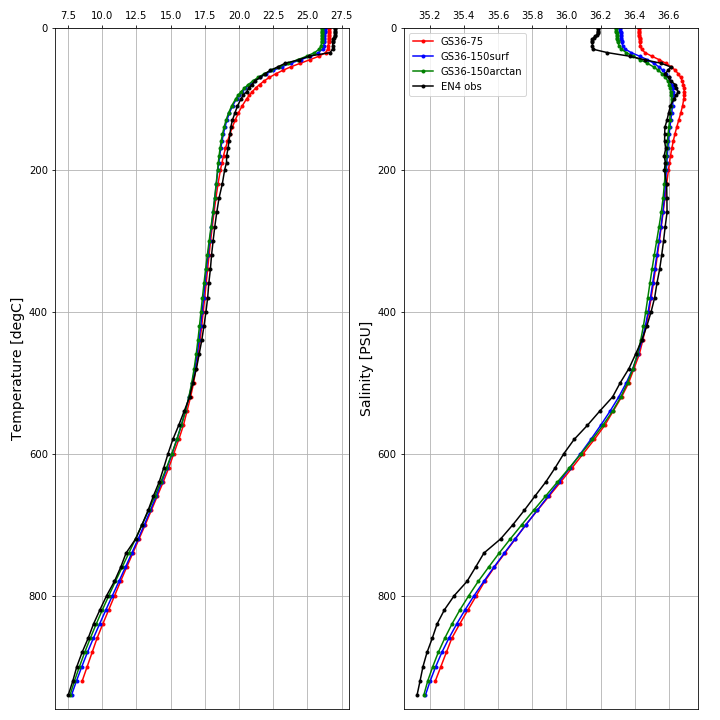 7.5 10.0 12.5 15.0 17.5 20.0 22.5 25.0 27.5
0
200
400
600
800
Temperature [degC]
35.2 35.4 35.6 35.8 36.0 36.2 36.4 36.6
0
200
400
600
800
Salinity [PSU]
GS36-75
GS36-150surf
GS36-150arctan
EN4 obs